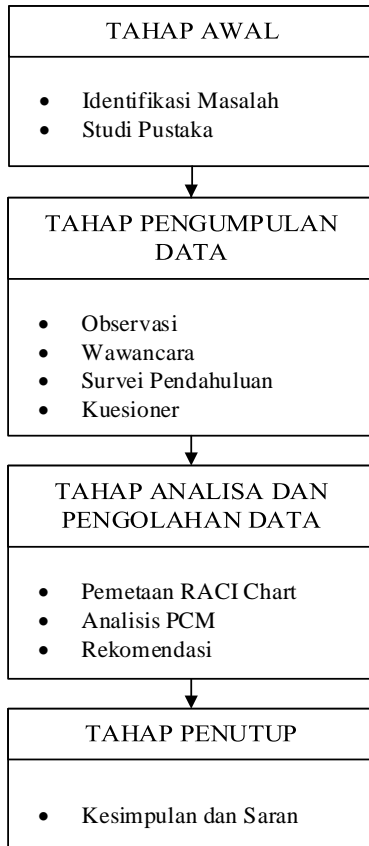 TAHAP AWAL
• Identifikasi Masalah
• Studi Pustaka
TAHAP PENGUMPULAN
DATA
• Observasi
• Wawancara
• Survei Pendahuluan
• Kuesioner
TAHAP ANALISA DAN
PENGOLAHAN DATA
• Pemetaan RACI Chart
• Analisis PCM
• Rekomendasi
TAHAP PENUTUP
• Kesimpulan dan Saran